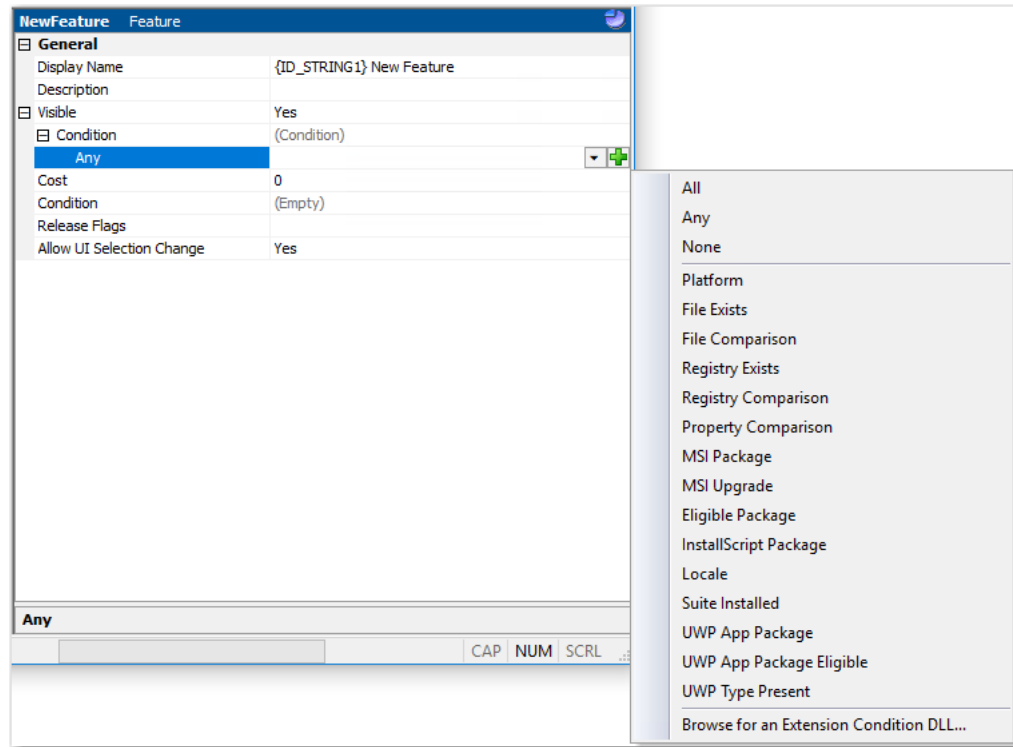 NewFeature Feature
General
Display Name {ID_STRING1} New Feature
Description
Visible Yes
Condition (Condition)
Any
Cost 0
Condition (Empty)
Release Flags
Allow UI Selection Change Yes
Any
CAP NUM SCRL
All
Any
None
Platform
File Exists
File Comparison
Registry Exists
Registry Comparison
Property Comparison
MSI Package
MSI Upgrade
Eligible Package
InstallScript Package
Locale
Suite Installed
UWP App Package
UWP App Package Eligible
UWP Type Present
Browse for an Extension Condition DLL...